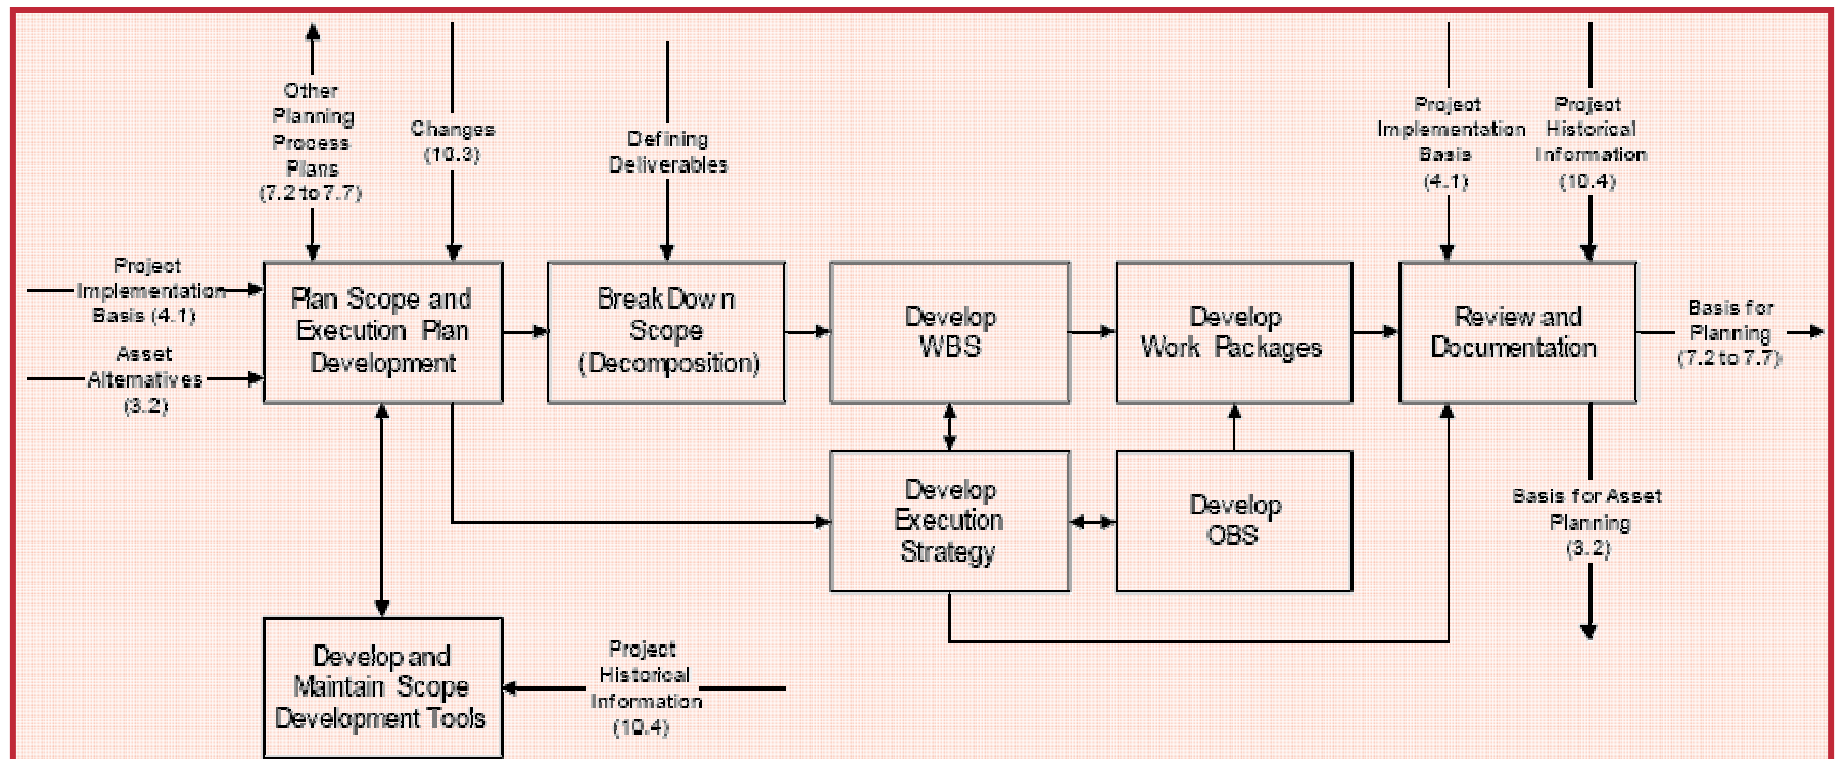 Other
Planning
Process
Plans
(7.2 to 7.7)
Changes
(10.3)
Defining
Deliverables
Project
Implementation
Basis
(4.1)
Project
Historical
Information
(10.4)
Project
Implementation
Basis (4.1)
Asset
Alternatives
(3.2)
Plan Scope and
Execution Plan
Development
Break Down
Scope
(Decomposition)
Develop
WBS
Develop
Work Packages
Review and
Documentation
Basis for
Planning
(7.2 to 7.7)
Develop
Execution
Strategy
Develop
OBS
Basis for Asset
Planning
(3.2)
Develop and
Maintain Scope
Development Tools
Project
Historical
Information
(10.4)